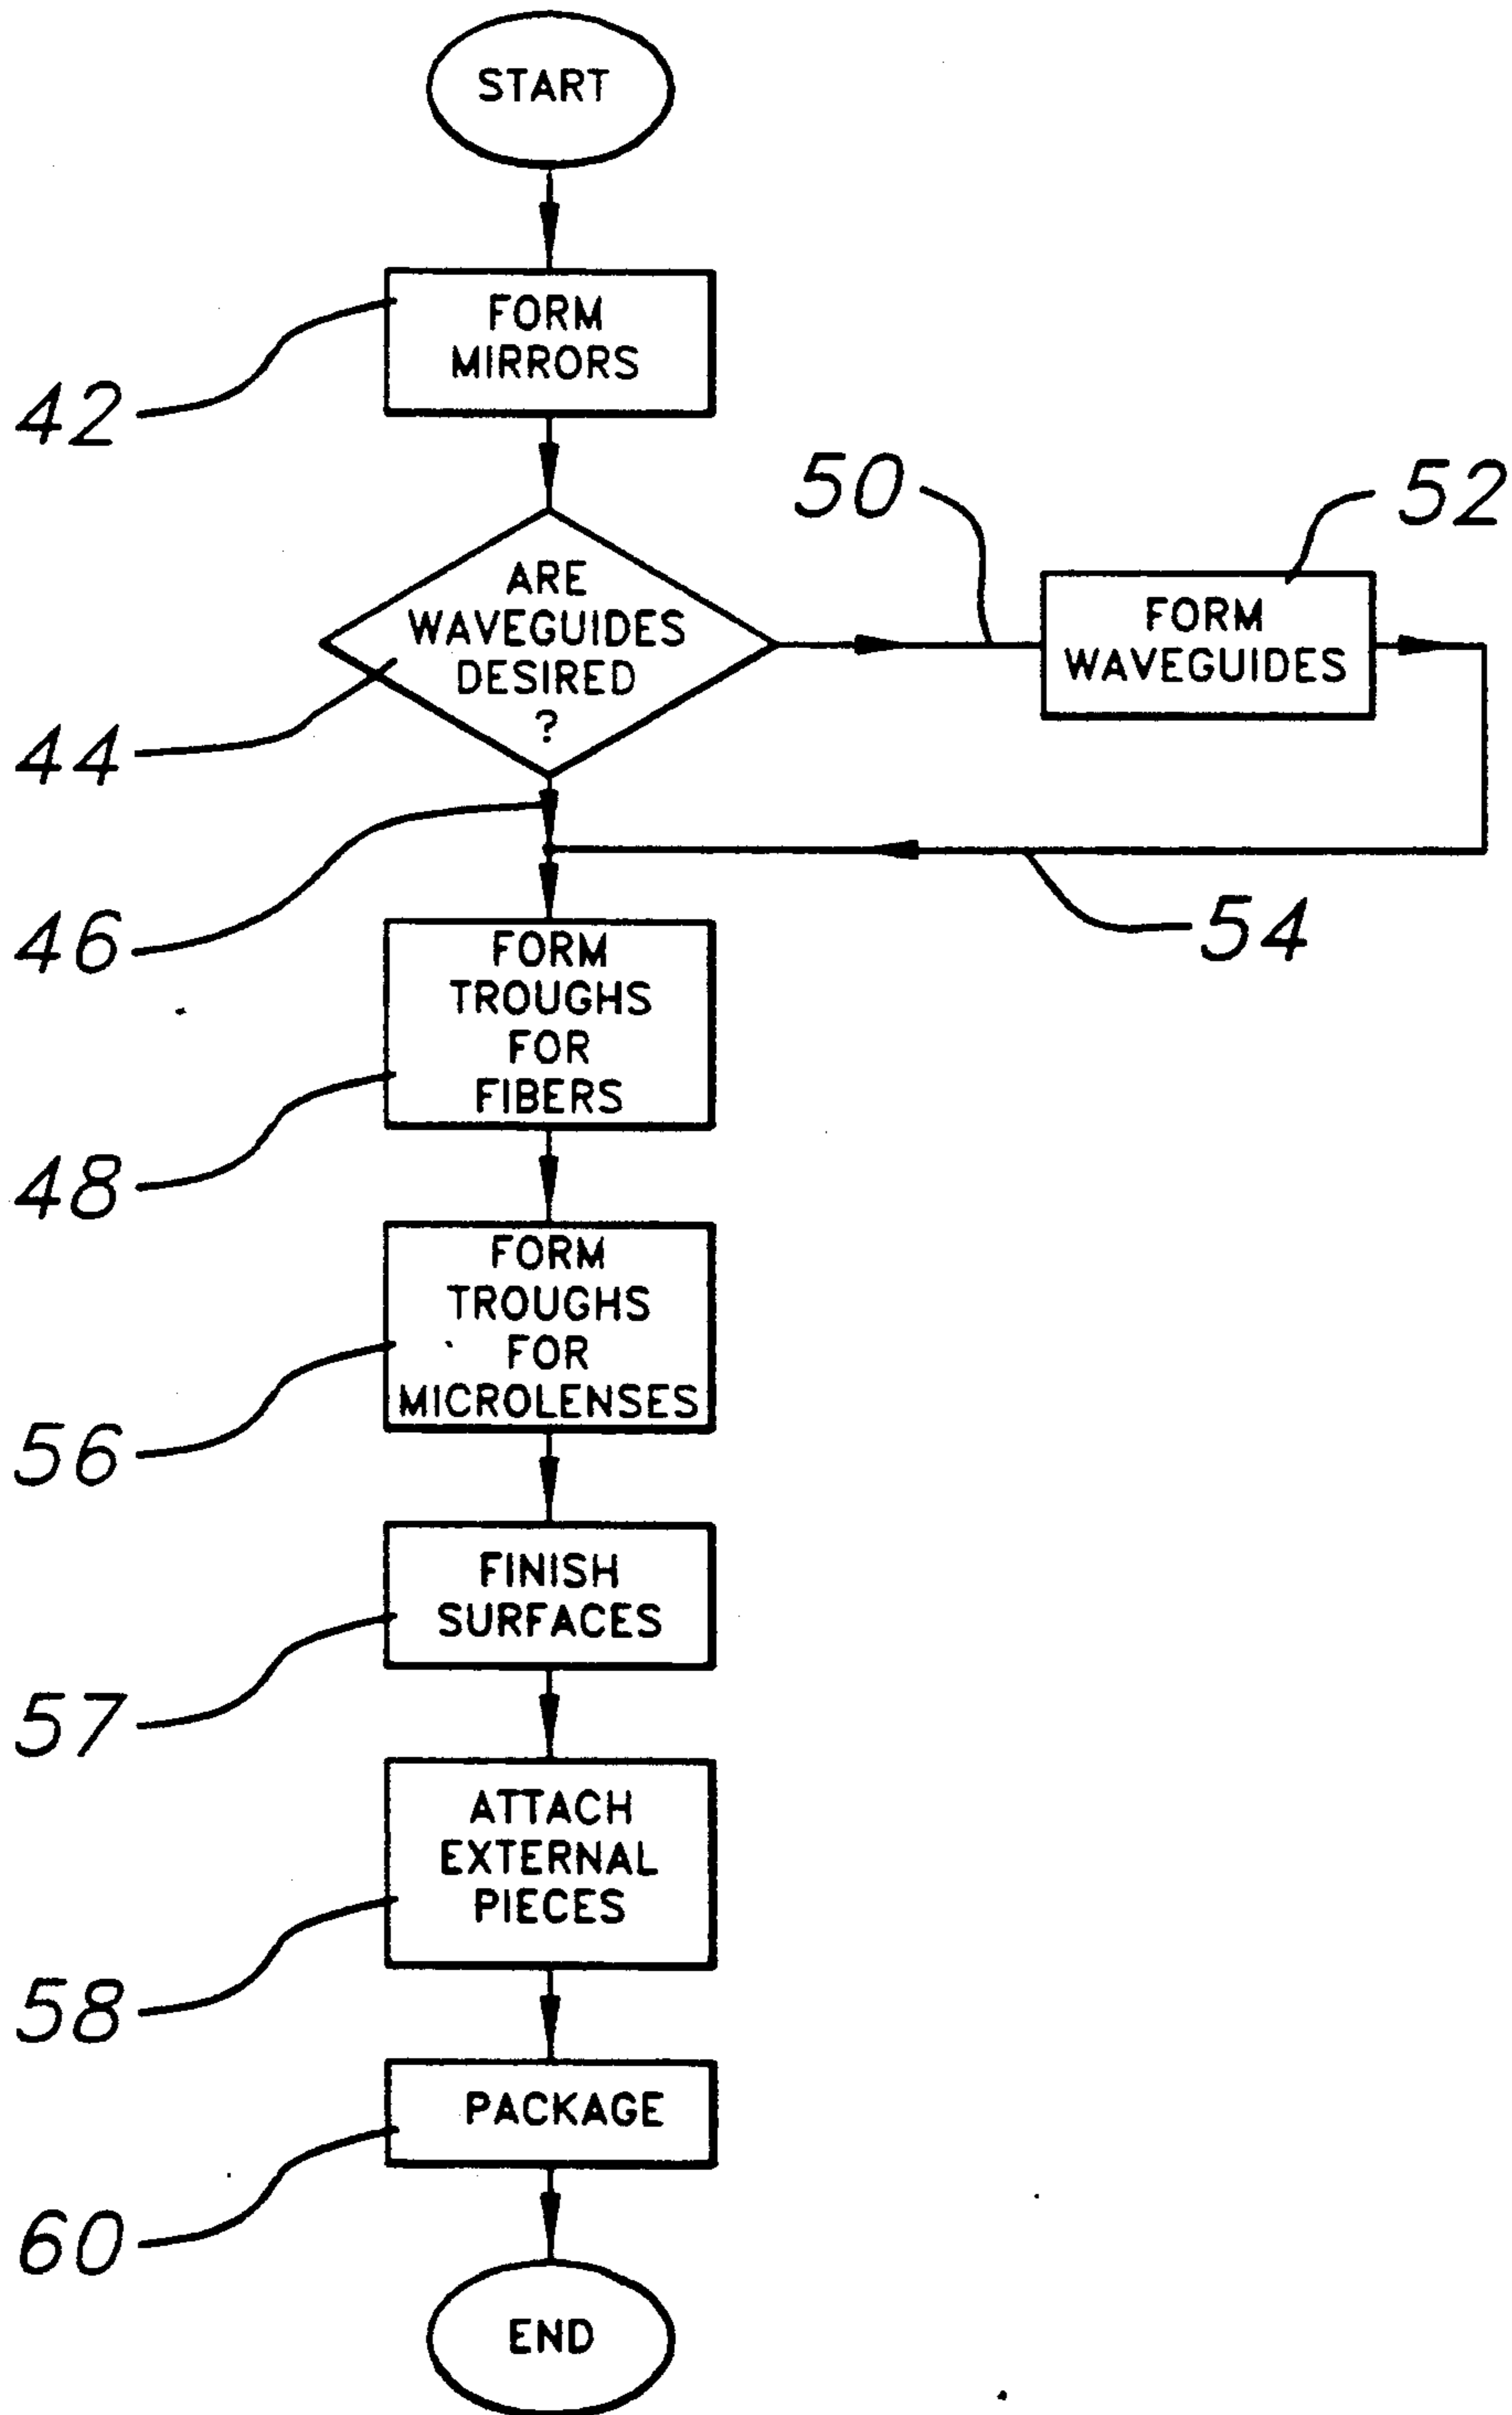 START
FORM
MIRRORS
42
50
52
ARE
WAVEGUIDES
DESIRED
?
FORM
WAVEGUIDES
44
46
54
FORM
TROUGHS
FOR
FIBERS
48
FORM
TROUGHS
FOR
MICROLENSES
56
FINISH
SURFACES
57
ATTACH
EXTERNAL
PIECES
58
PACKAGE
60
END